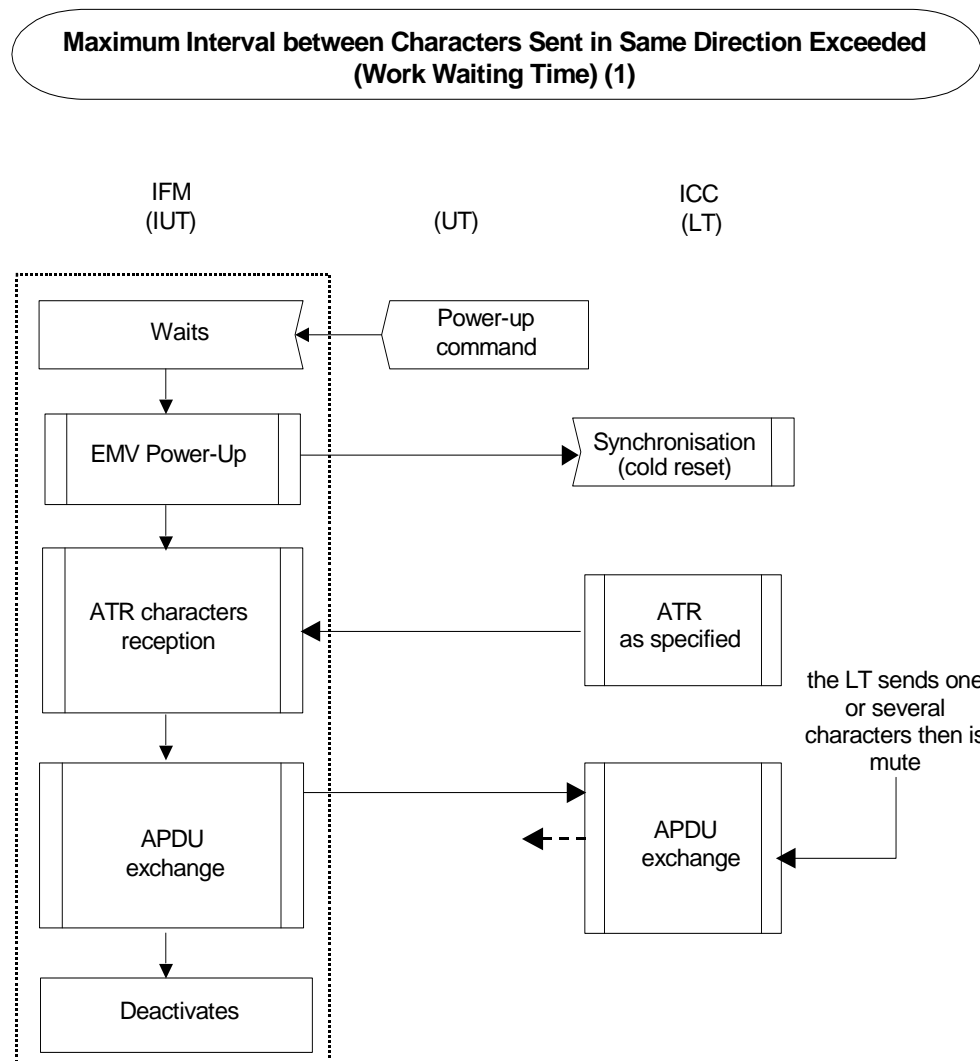 Maximum Interval between Characters Sent in Same Direction Exceeded
(Work Waiting Time) (1)
IFM
(IUT)
(UT)
ICC
(LT)
Waits
Power-up
command
EMV Power-Up
Synchronisation
(cold reset)
ATR characters
reception
ATR
as specified
the LT sends one
or several
characters then is
mute
APDU
exchange
APDU
exchange
Deactivates